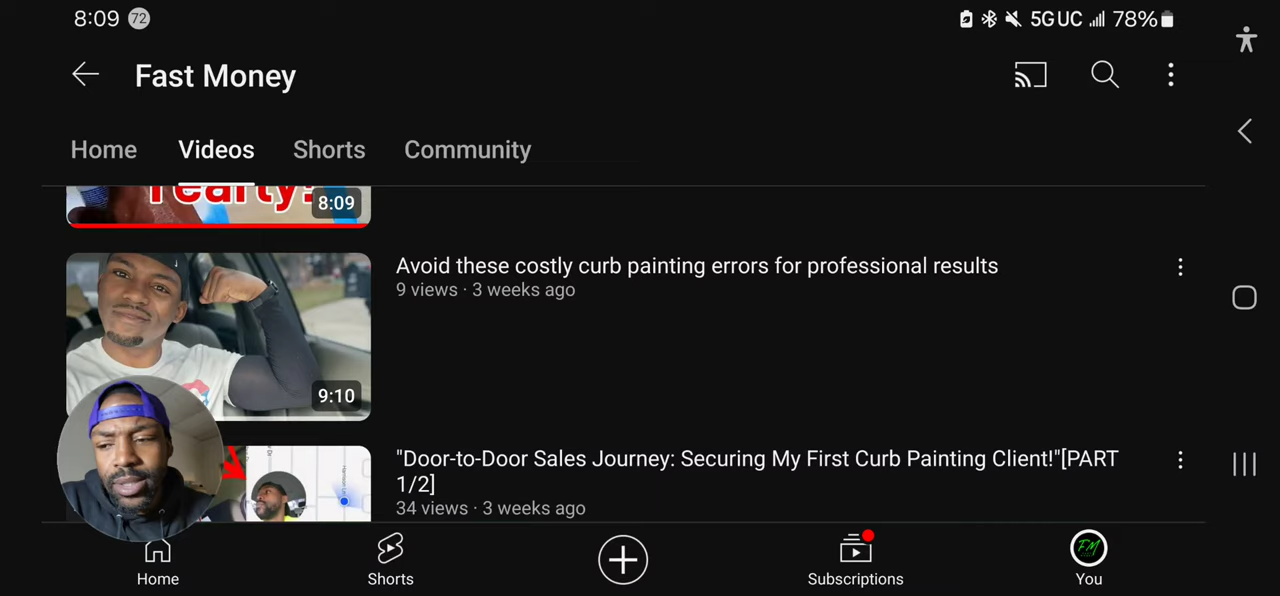 8:09 72 5G UC 78%
Fast Money
Home Videos Shorts Community
really?
8:09
Avoid these costly curb painting errors for professional results
9 views · 3 weeks ago
9:10
"Door-to-Door Sales Journey: Securing My First Curb Painting Client!"[PART
1/2]
34 views · 3 weeks ago
Home Shorts Subscriptions You
FM